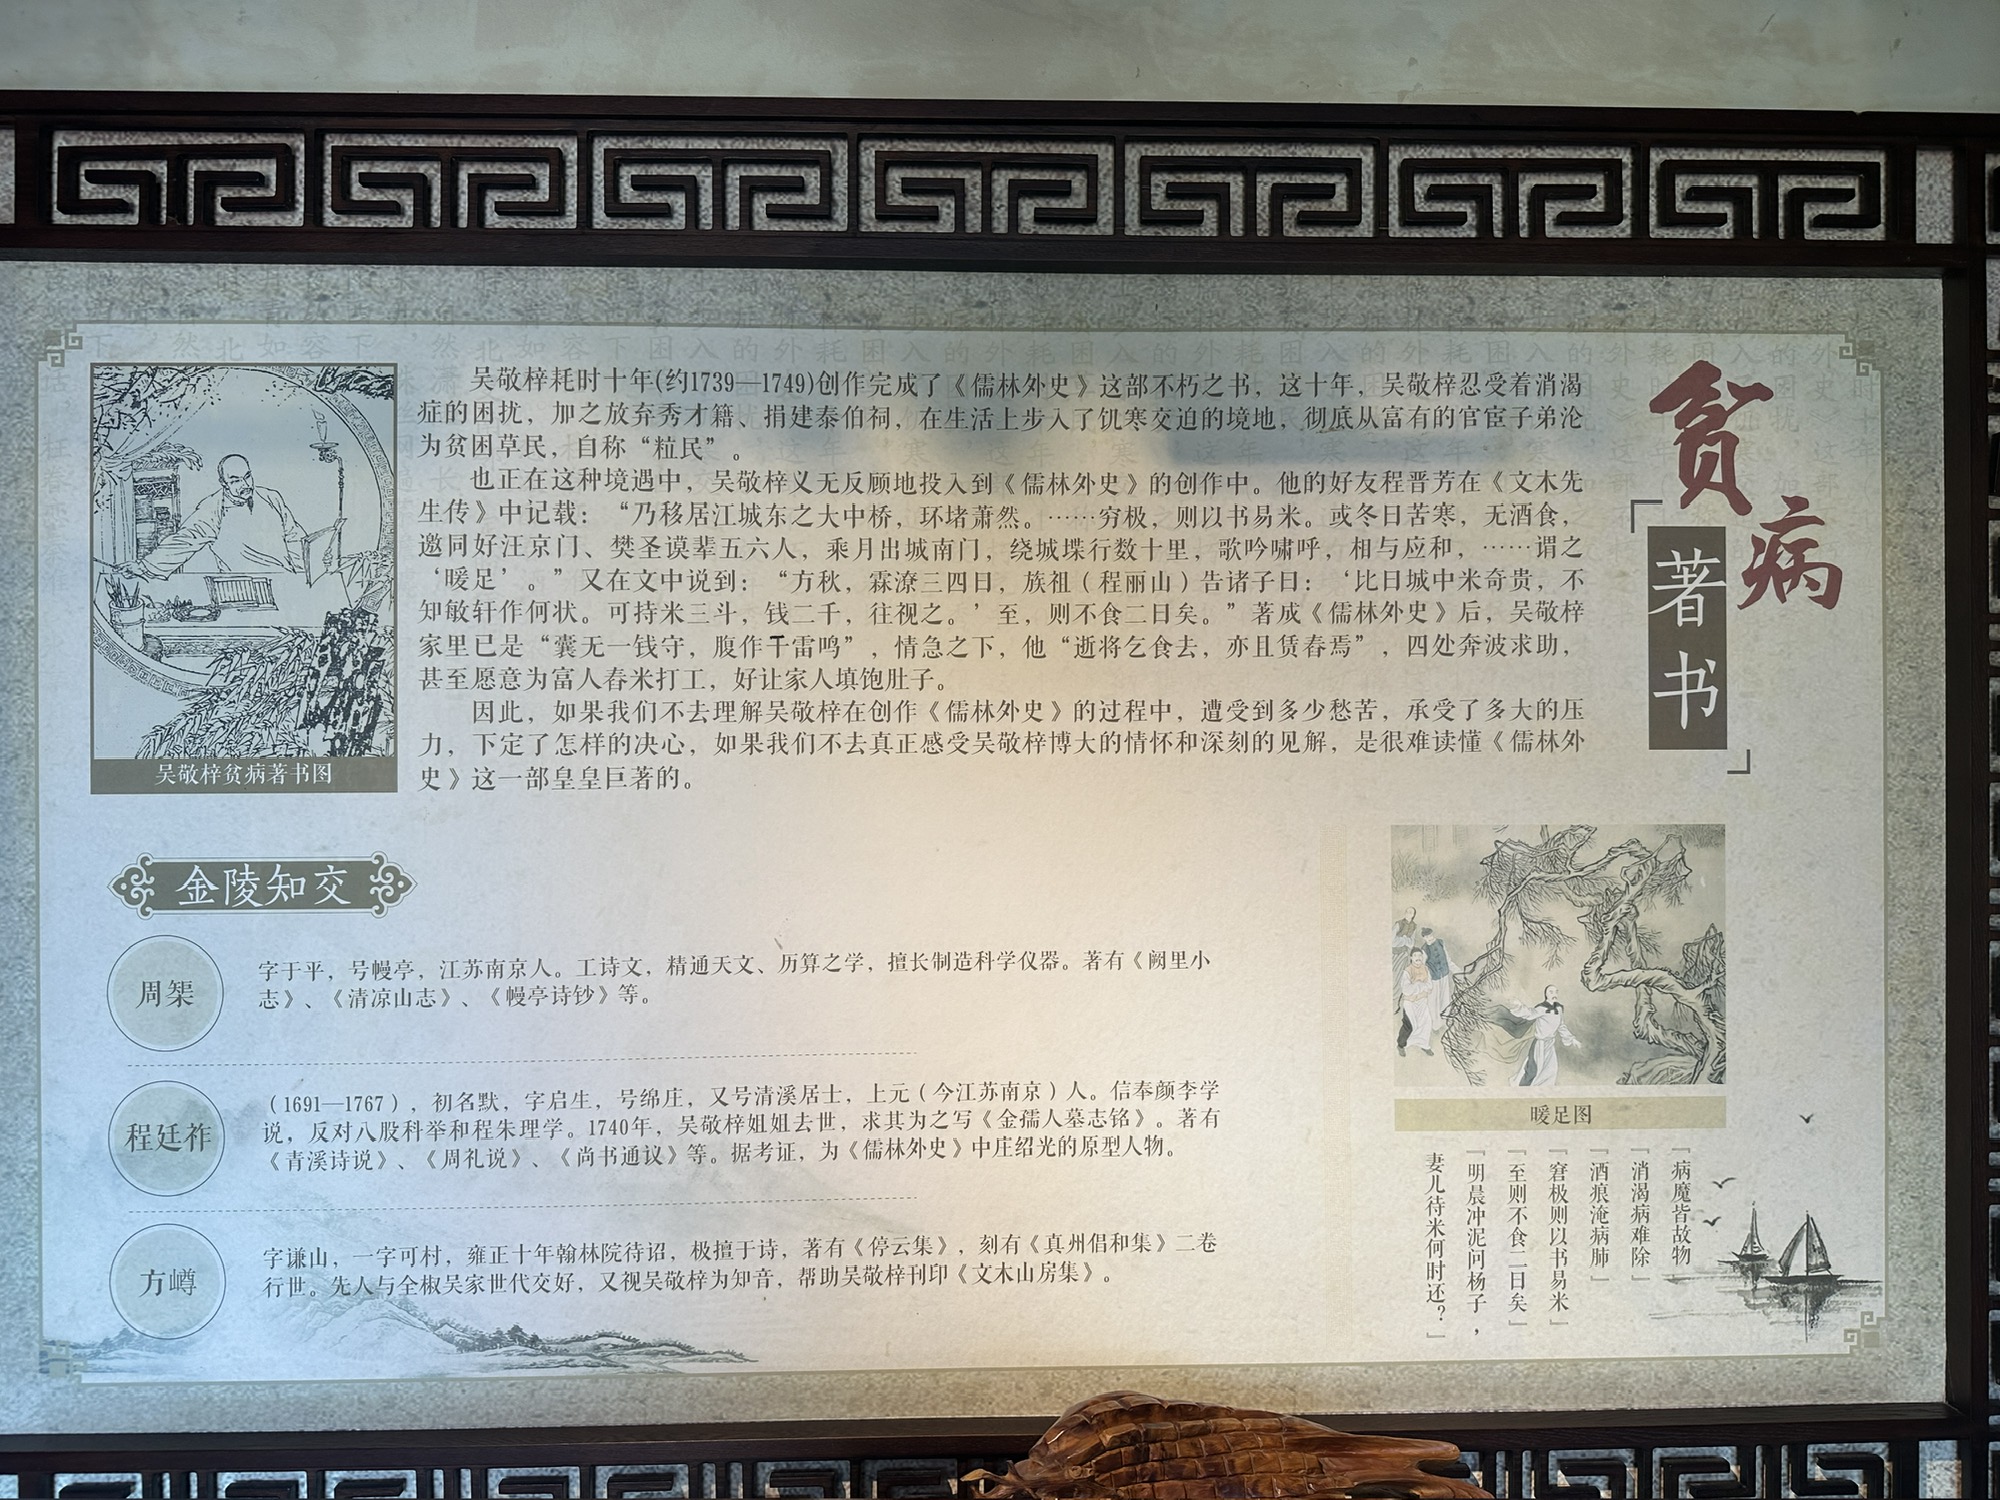 贫病
著书
吴敬梓耗时十年(约1739—1749)创作完成了《儒林外史》这部不朽之书，这十年，吴敬梓忍受着消渴
症的困扰，加之放弃秀才籍、捐建泰伯祠，在生活上步入了饥寒交迫的境地，彻底从富有的官宦子弟沦
为贫困草民，自称“粒民”。
也正在这种境遇中，吴敬梓义无反顾地投入到《儒林外史》的创作中。他的好友程晋芳在《文木先
生传》中记载：“乃移居江城东之大中桥，环堵萧然。……穷极，则以书易米。或冬日苦寒，无酒食，
邀同好汪京门、樊圣谟辈五六人，乘月出城南门，绕城堞行数十里，歌吟啸呼，相与应和，……谓之
‘暖足’。”又在文中说到：“方秋，霖潦三四日，族祖（程丽山）告诸子曰：‘比日城中米奇贵，不
知敏轩作何状。可持米三斗，钱二千，往视之。’至，则不食二日矣。”著成《儒林外史》后，吴敬梓
家里已是“囊无一钱守，腹作干雷鸣”，情急之下，他“逝将乞食去，亦且赁舂焉”，四处奔波求助，
甚至愿意为富人舂米打工，好让家人填饱肚子。
因此，如果我们不去理解吴敬梓在创作《儒林外史》的过程中，遭受到多少愁苦，承受了多大的压
力，下定了怎样的决心，如果我们不去真正感受吴敬梓博大的情怀和深刻的见解，是很难读懂《儒林外
史》这一部皇皇巨著的。
吴敬梓贫病著书图
金陵知交
周榘
字于平，号幔亭，江苏南京人。工诗文，精通天文、历算之学，擅长制造科学仪器。著有《阙里小
志》、《清凉山志》、《幔亭诗钞》等。
程廷祚
（1691—1767），初名默，字启生，号绵庄，又号清溪居士，上元（今江苏南京）人。信奉颜李学
说，反对八股科举和程朱理学。1740年，吴敬梓姐姐去世，求其为之写《金孺人墓志铭》。著有
《青溪诗说》、《周礼说》、《尚书通议》等。据考证，为《儒林外史》中庄绍光的原型人物。
方嶟
字谦山，一字可村，雍正十年翰林院待诏，极擅于诗，著有《停云集》，刻有《真州倡和集》二卷
行世。先人与全椒吴家世代交好，又视吴敬梓为知音，帮助吴敬梓刊印《文木山房集》。
暖足图
「病魔皆故物
「消渴病难除」
「酒痕淹病肺」
「窘极则以书易米」
「至则不食二日矣」
「明晨冲泥问杨子，
妻儿待米何时还？」